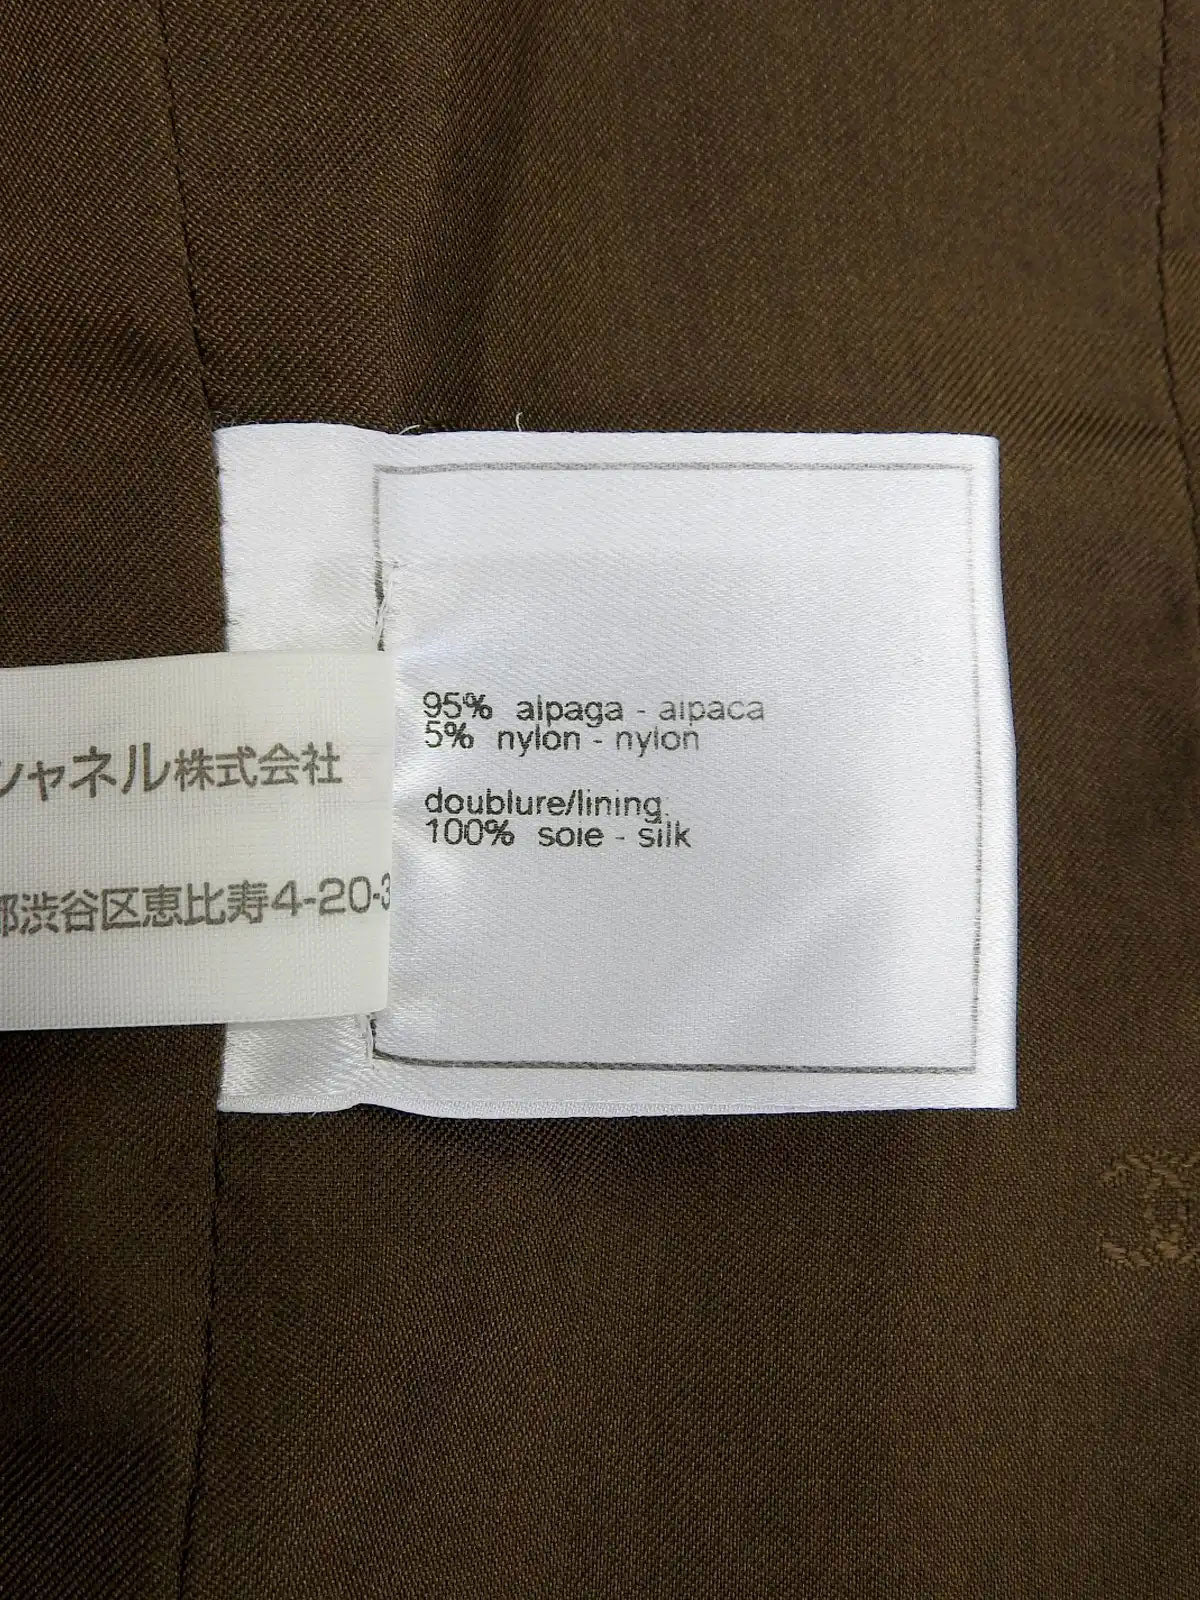 95% alpaga - alpaca
5% nylon - nylon
doublure/lining
100% soie - silk
シャネル株式会社
都渋谷区恵比寿4-20-3